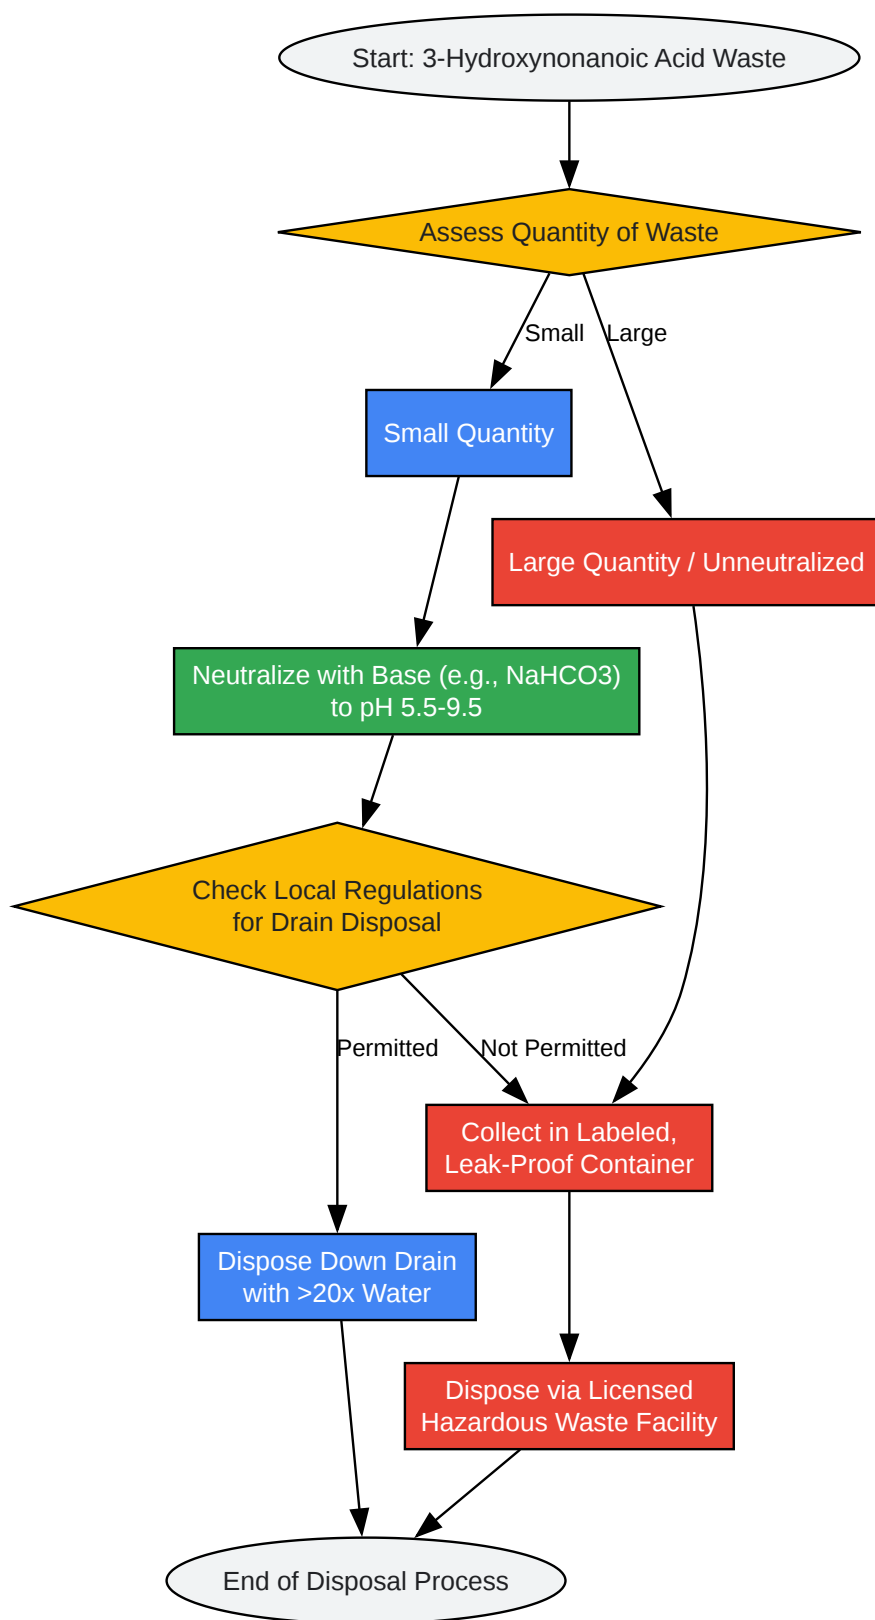 Start: 3-Hydroxynonanoic Acid Waste
Assess Quantity of Waste
Small
Large
Small Quantity
Large Quantity / Unneutralized
Neutralize with Base (e.g., NaHCO3)
to pH 5.5-9.5
Check Local Regulations
for Drain Disposal
Permitted
Not Permitted
Collect in Labeled,
Leak-Proof Container
Dispose Down Drain
with >20x Water
Dispose via Licensed
Hazardous Waste Facility
End of Disposal Process